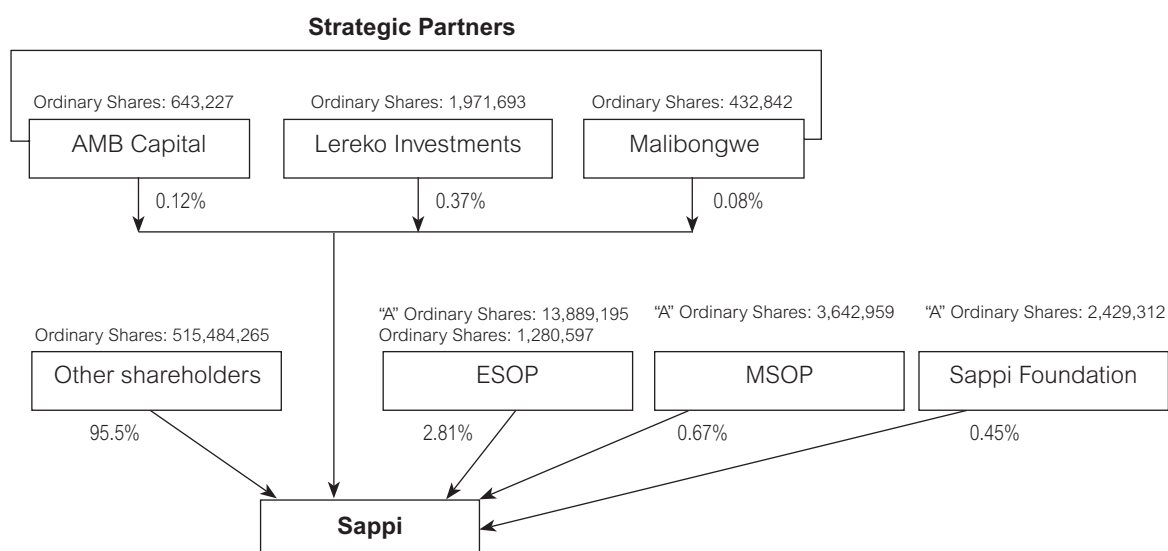 Strategic Partners
Ordinary Shares: 643,227
AMB Capital
0.12%
Ordinary Shares: 1,971,693
Lereko Investments
0.37%
Ordinary Shares: 432,842
Malibongwe
0.08%
Ordinary Shares: 515,484,265
Other shareholders
95.5%
“A” Ordinary Shares: 13,889,195
Ordinary Shares: 1,280,597
ESOP
2.81%
“A” Ordinary Shares: 3,642,959
MSOP
0.67%
“A” Ordinary Shares: 2,429,312
Sappi Foundation
0.45%
Sappi